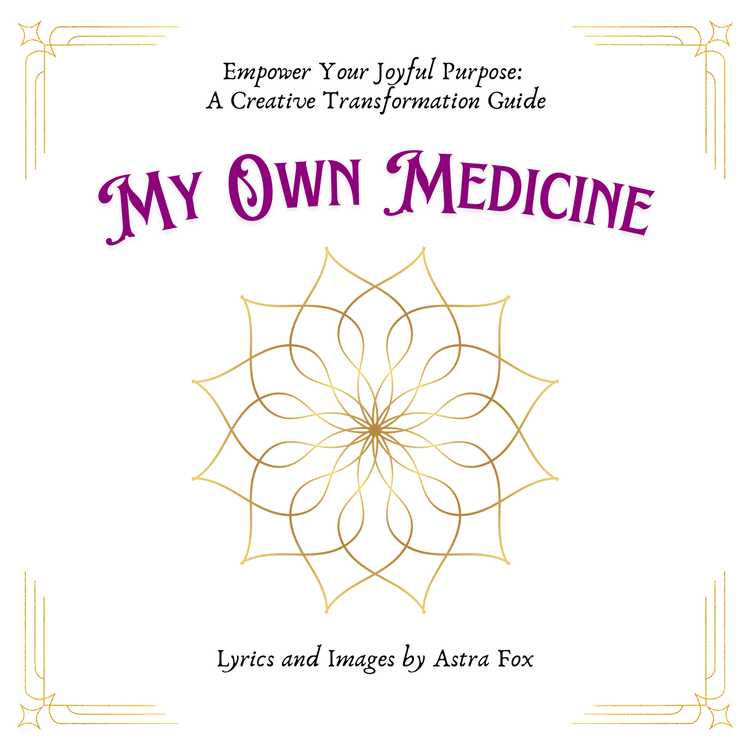 Empower Your Joyful Purpose:
A Creative Transformation Guide
My Own Medicine
Lyrics and Images by Astra Fox